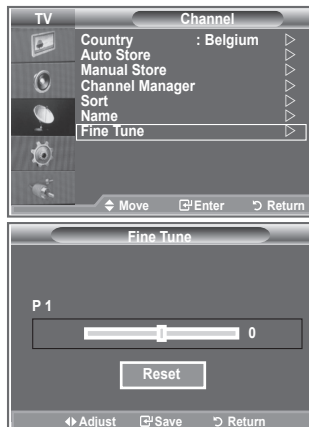 TV Channel
Country : Belgium
Auto Store
Manual Store
Channel Manager
Sort
Name
Fine Tune
Move Enter Return
Fine Tune
P 1
0
Reset
Adjust Save Return